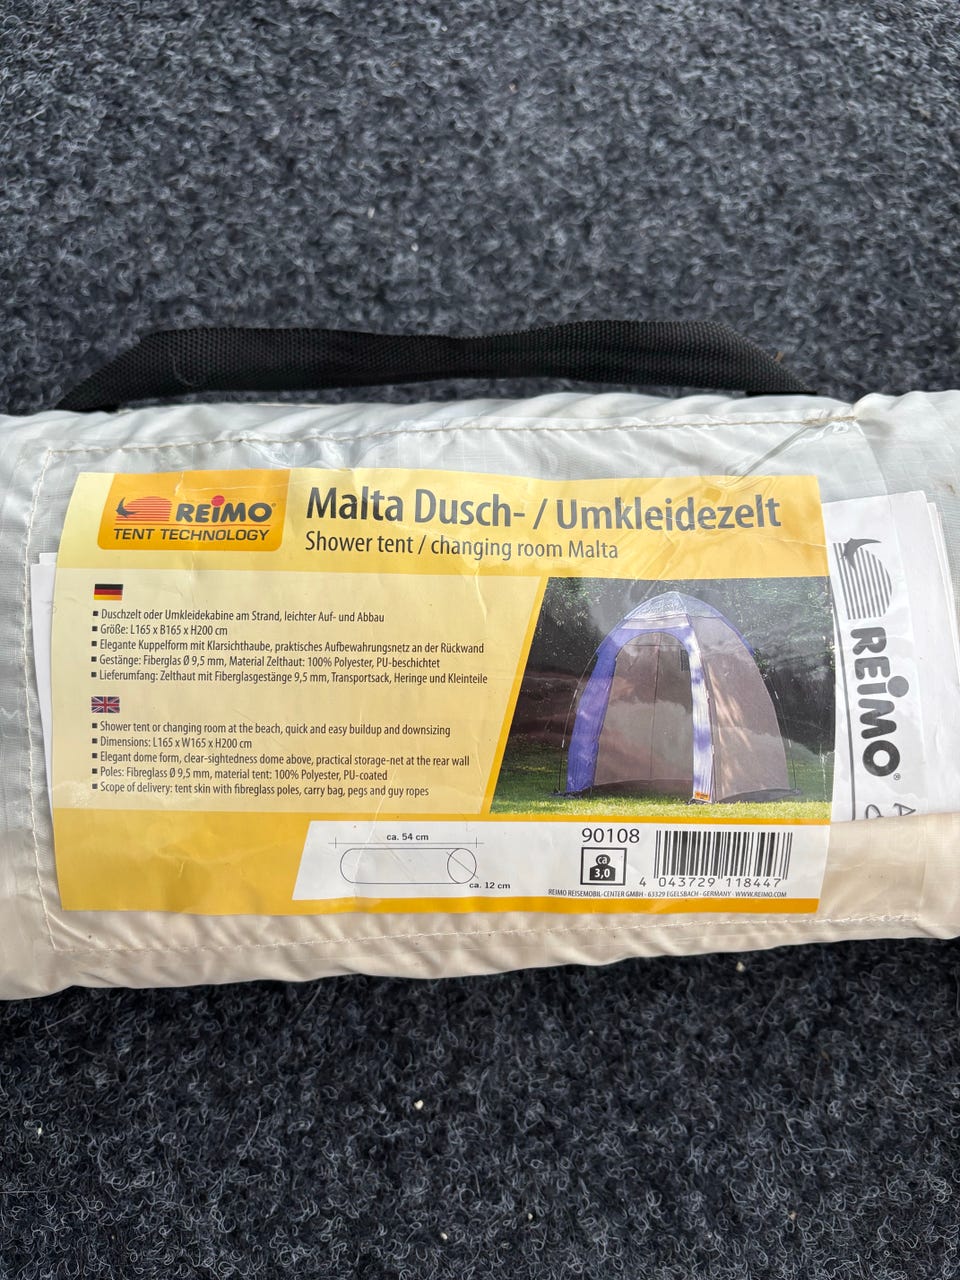 REIMO®
TENT TECHNOLOGY
Malta Dusch- / Umkleidezelt
Shower tent / changing room Malta
■ Duschzelt oder Umkleidekabine am Strand, leichter Auf- und Abbau
■ Größe: L165 x B165 x H200 cm
■ Elegante Kuppelform mit Klarsichthaube, praktisches Aufbewahrungsnetz an der Rückwand
■ Gestänge: Fiberglas Ø 9,5 mm, Material Zelthaut: 100% Polyester, PU-beschichtet
■ Lieferumfang: Zelthaut mit Fiberglasgestänge 9,5 mm, Transportsack, Heringe und Kleinteile
■ Shower tent or changing room at the beach, quick and easy buildup and downsizing
■ Dimensions: L165 x W165 x H200 cm
■ Elegant dome form, clear-sightedness dome above, practical storage-net at the rear wall
■ Poles: Fibreglass Ø 9,5 mm, material tent: 100% Polyester, PU-coated
■ Scope of delivery: tent skin with fibreglass poles, carry bag, pegs and guy ropes
ca. 54 cm
ca. 12 cm
90108
ca
3,0
4 043729 118447
REIMO REISEMOBIL-CENTER GMBH · 63329 EGELSBACH · GERMANY · WWW.REIMO.COM
REIMO®